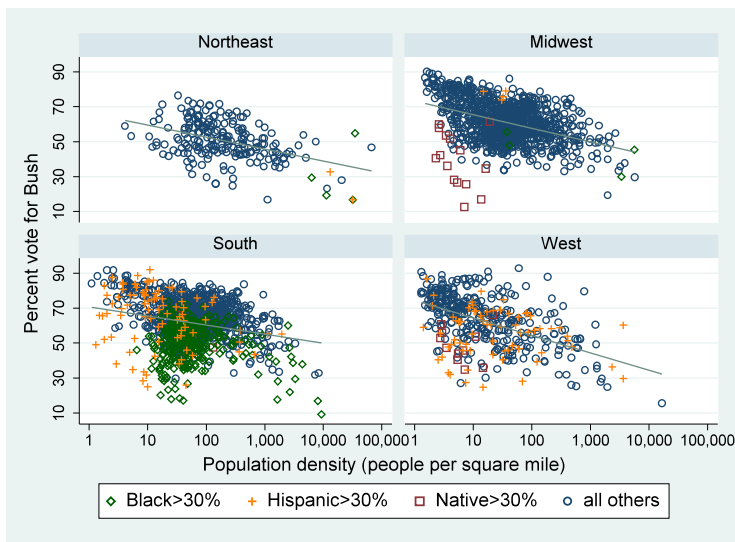 Northeast Midwest
90
70
50
30
10
South West
90
70
50
30
10
Percent vote for Bush
1 10 100 1,000 10,000 100,000 1 10 100 1,000 10,000 100,000
Population density (people per square mile)
Black>30% Hispanic>30% Native>30% all others